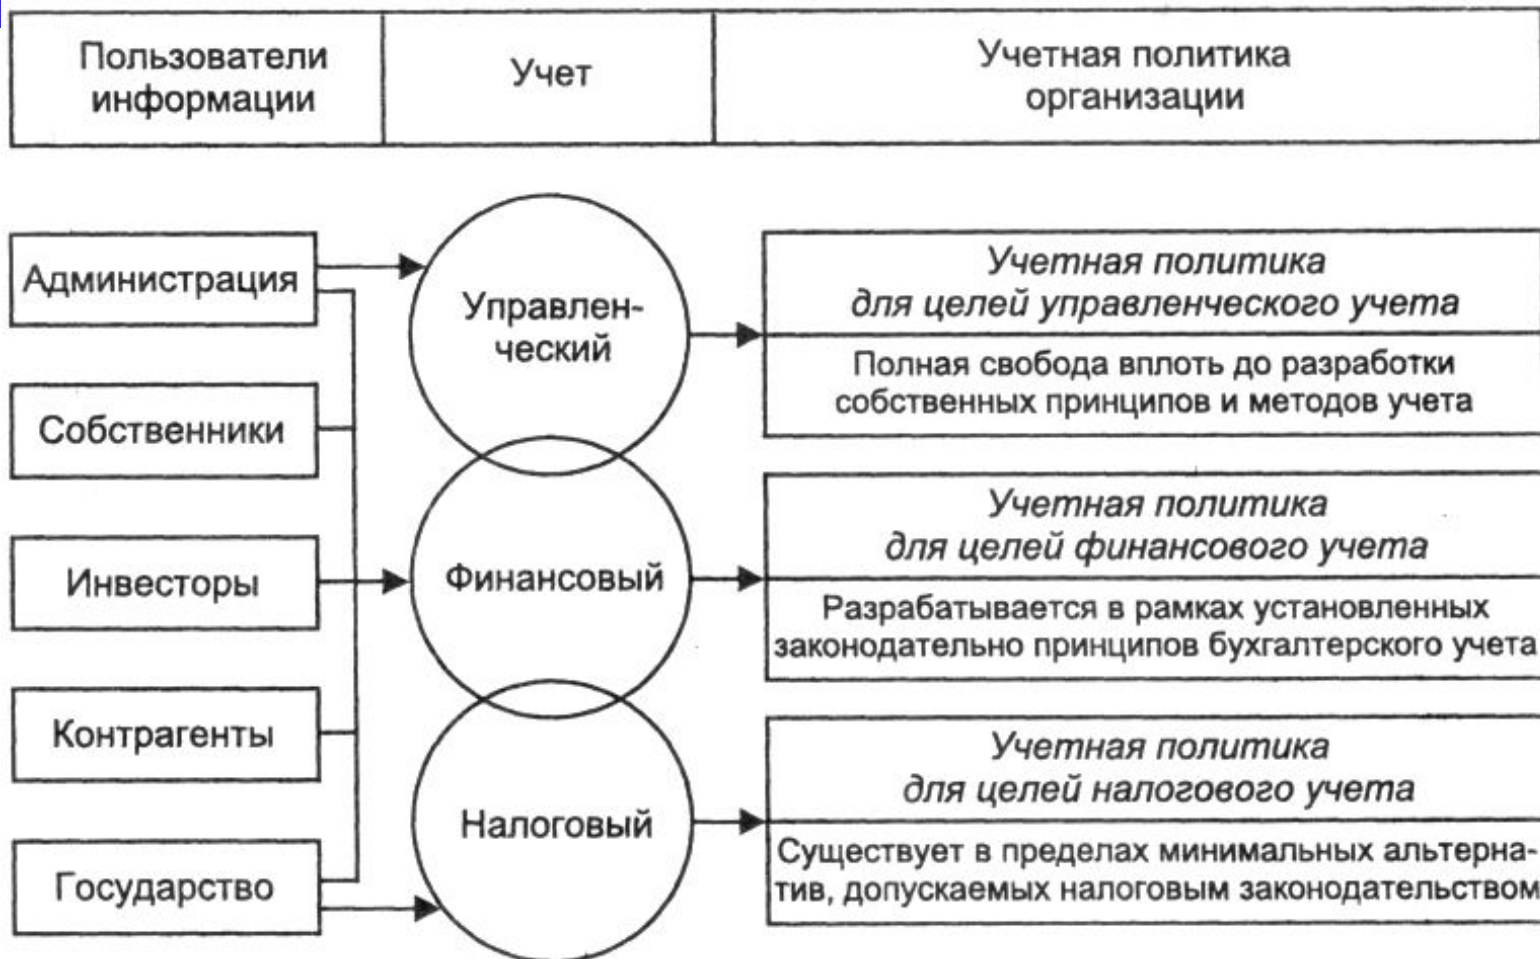 Пользователи
информации
Учет
Учетная политика
организации
Администрация
Собственники
Инвесторы
Контрагенты
Государство
Управлен-
ческий
Финансовый
Налоговый
Учетная политика
для целей управленческого учета
Полная свобода вплоть до разработки
собственных принципов и методов учета
Учетная политика
для целей финансового учета
Разрабатывается в рамках установленных
законодательно принципов бухгалтерского учета
Учетная политика
для целей налогового учета
Существует в пределах минимальных альтерна-
тив, допускаемых налоговым законодательством